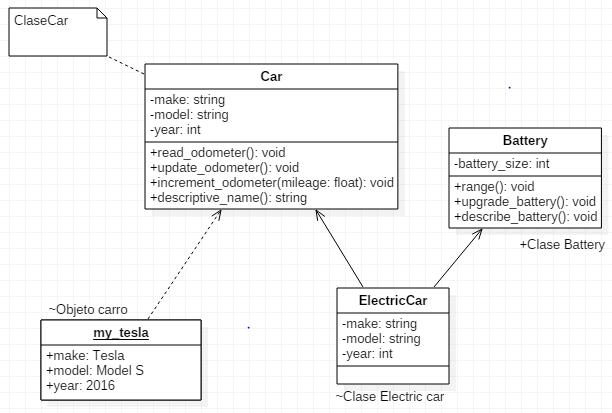 ClaseCar
Car
-make: string
-model: string
-year: int
+read_odometer(): void
+update_odometer(): void
+increment_odometer(mileage: float): void
+descriptive_name(): string
Battery
-battery_size: int
+range(): void
+upgrade_battery(): void
+describe_battery(): void
+Clase Battery
ElectricCar
-make: string
-model: string
-year: int
~Clase Electric car
~Objeto carro
my_tesla
+make: Tesla
+model: Model S
+year: 2016